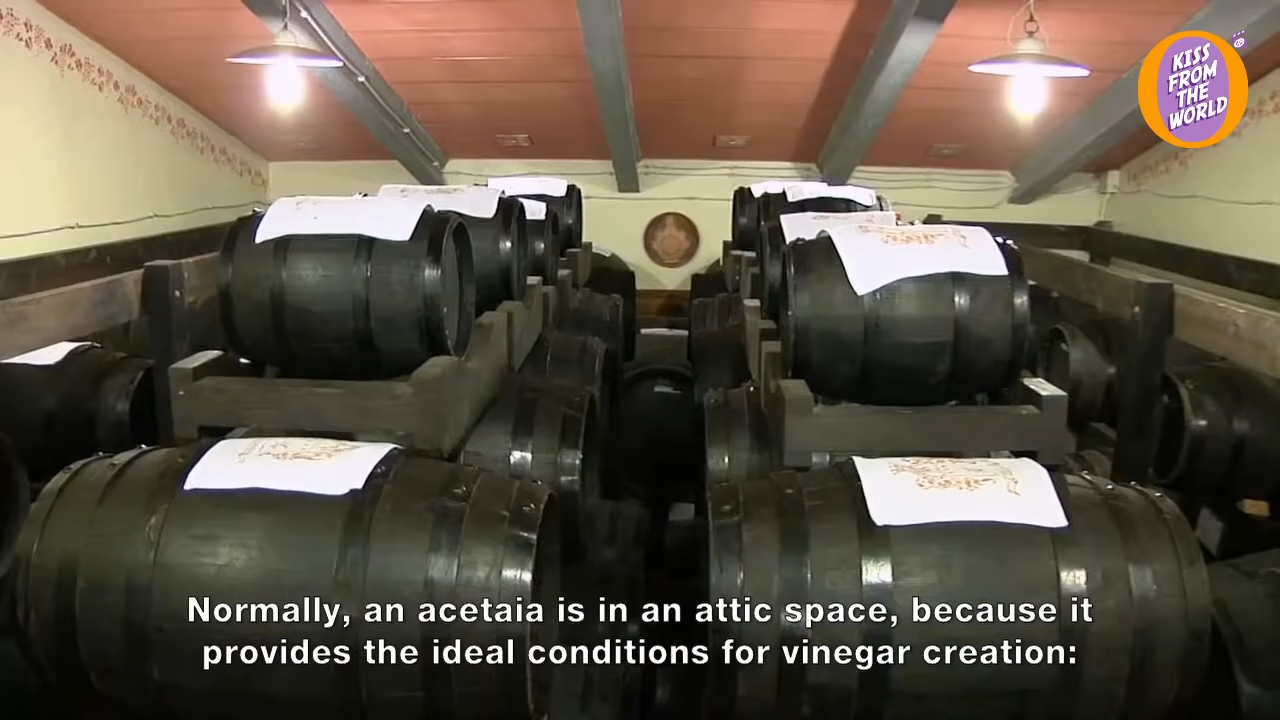 KISS
FROM
THE
WORLD
®
Normally, an acetaia is in an attic space, because it
provides the ideal conditions for vinegar creation: